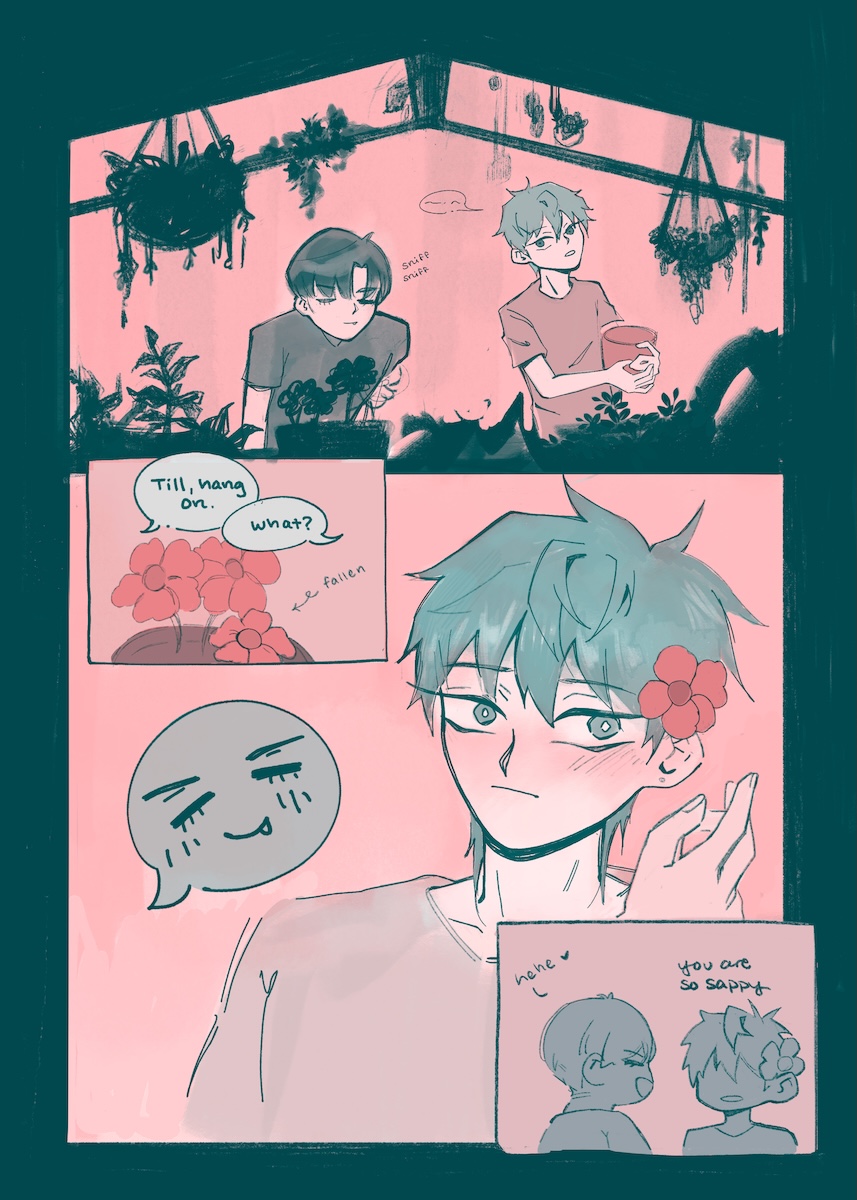 sniff
sniff
Till, hang
on.
what?
fallen
hehe ♥
you are
so sappy